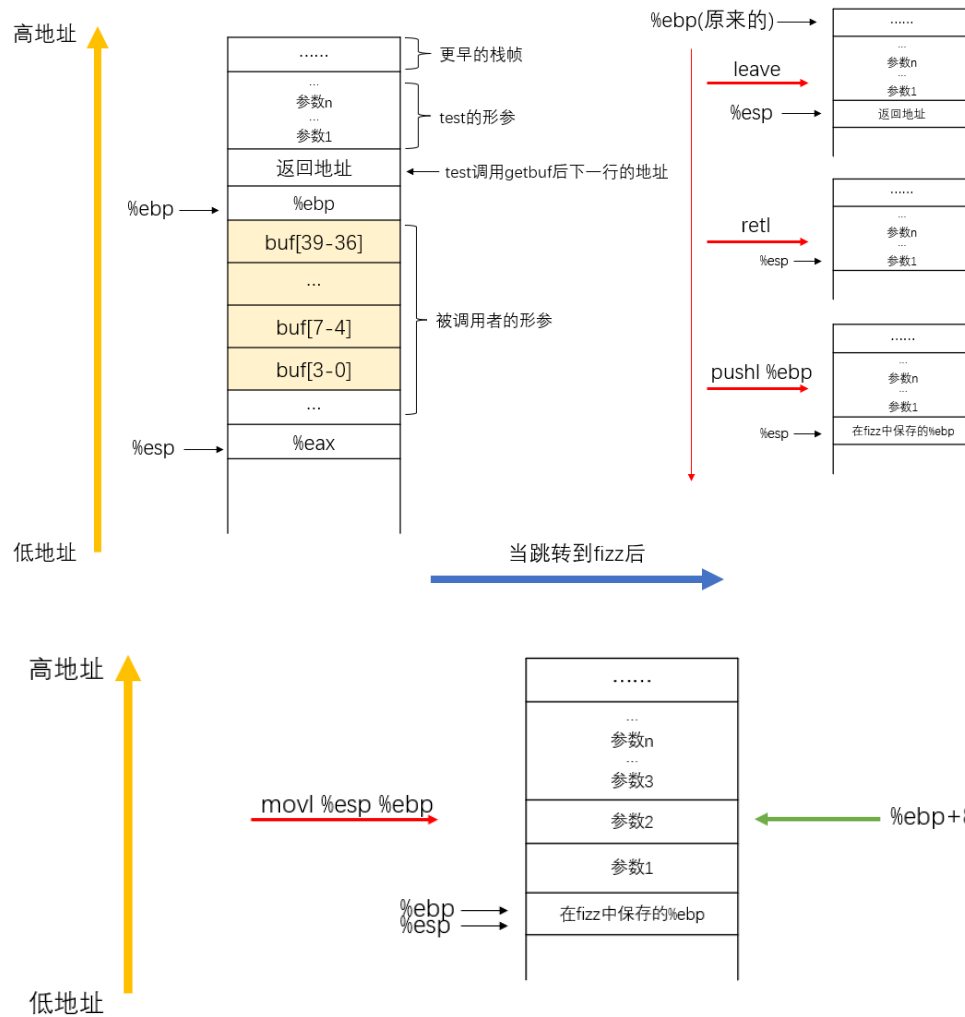 高地址
……
更早的栈帧
...
参数n
...
参数1
test的形参
返回地址
test调用getbuf后下一行的地址
%ebp
%ebp
buf[39-36]
...
buf[7-4]
buf[3-0]
被调用者的形参
...
%esp
%eax
低地址
%ebp(原来的)
……
leave
...
参数n
...
参数1
%esp
返回地址
……
retl
...
参数n
...
参数1
%esp
……
pushl %ebp
...
参数n
...
参数1
%esp
在fizz中保存的%ebp
当跳转到fizz后
高地址
……
...
参数n
...
参数3
movl %esp %ebp
参数2
%ebp+8
参数1
%ebp
%esp
在fizz中保存的%ebp
低地址